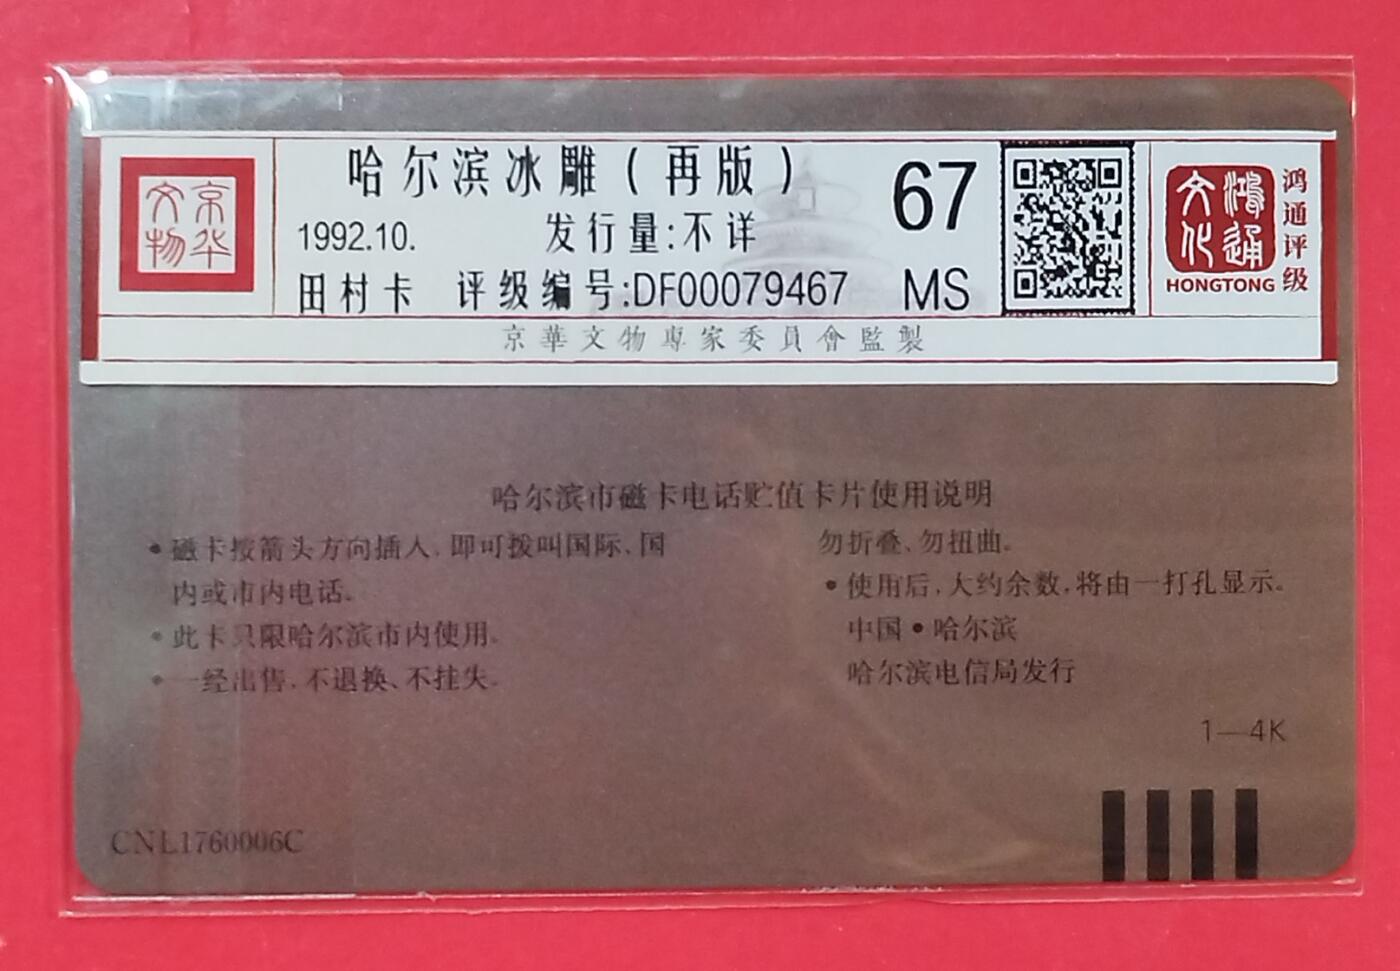 京华
文物
哈尔滨冰雕(再版)
1992.10. 发行量:不详
田村卡 评级编号:DF00079467
67
MS
鸿通
文化
HONGTONG
鸿通评级
京華文物專家委員會監製
哈尔滨市磁卡电话贮值卡片使用说明
•磁卡按箭头方向插入,即可拨叫国际、国
内或市内电话。
•此卡只限哈尔滨市内使用。
•一经出售,不退换、不挂失。
勿折叠、勿扭曲。
•使用后,大约余数,将由一打孔显示。
中国•哈尔滨
哈尔滨电信局发行
1—4K
CNL1760006C